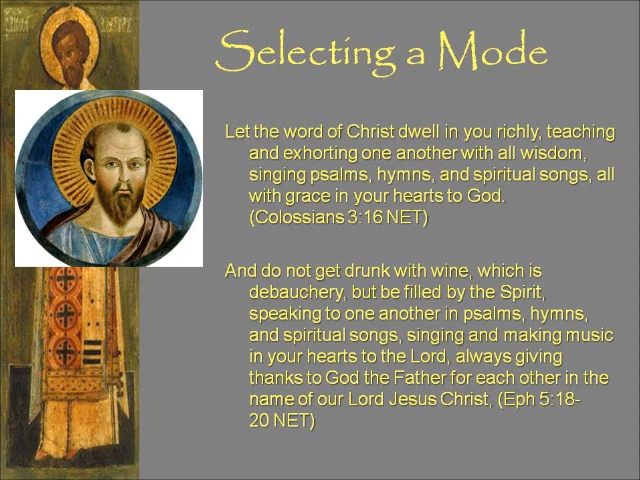 Selecting a Mode
Let the word of Christ dwell in you richly, teaching
and exhorting one another with all wisdom,
singing psalms, hymns, and spiritual songs, all
with grace in your hearts to God.
(Colossians 3:16 NET)
And do not get drunk with wine, which is
debauchery, but be filled by the Spirit,
speaking to one another in psalms, hymns,
and spiritual songs, singing and making music
in your hearts to the Lord, always giving
thanks to God the Father for each other in the
name of our Lord Jesus Christ, (Eph 5:18-
20 NET)